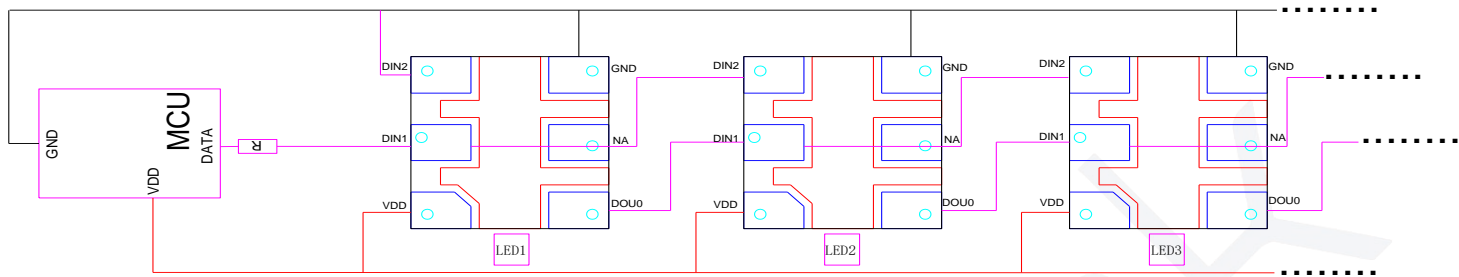 MCU
GND
DATA
VDD
R
DIN2
GND
DIN1
NA
VDD
DOU0
LED1
DIN2
GND
DIN1
NA
VDD
DOU0
LED2
DIN2
GND
DIN1
NA
VDD
DOU0
LED3